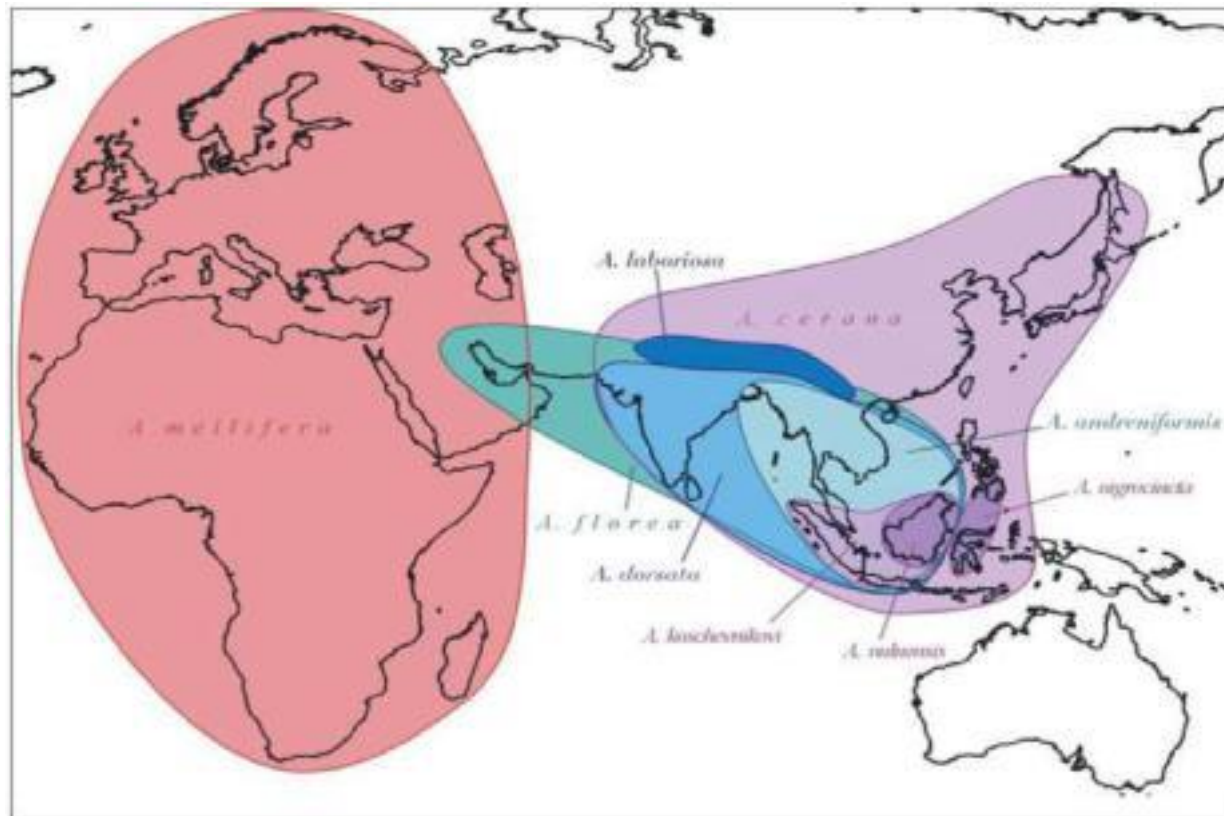 A. laboriosa
A. cerana
A. mellifera
A. andreniformis
A. nigrocincta
A. florea
A. dorsata
A. koschevnikovi
A. nuluensis